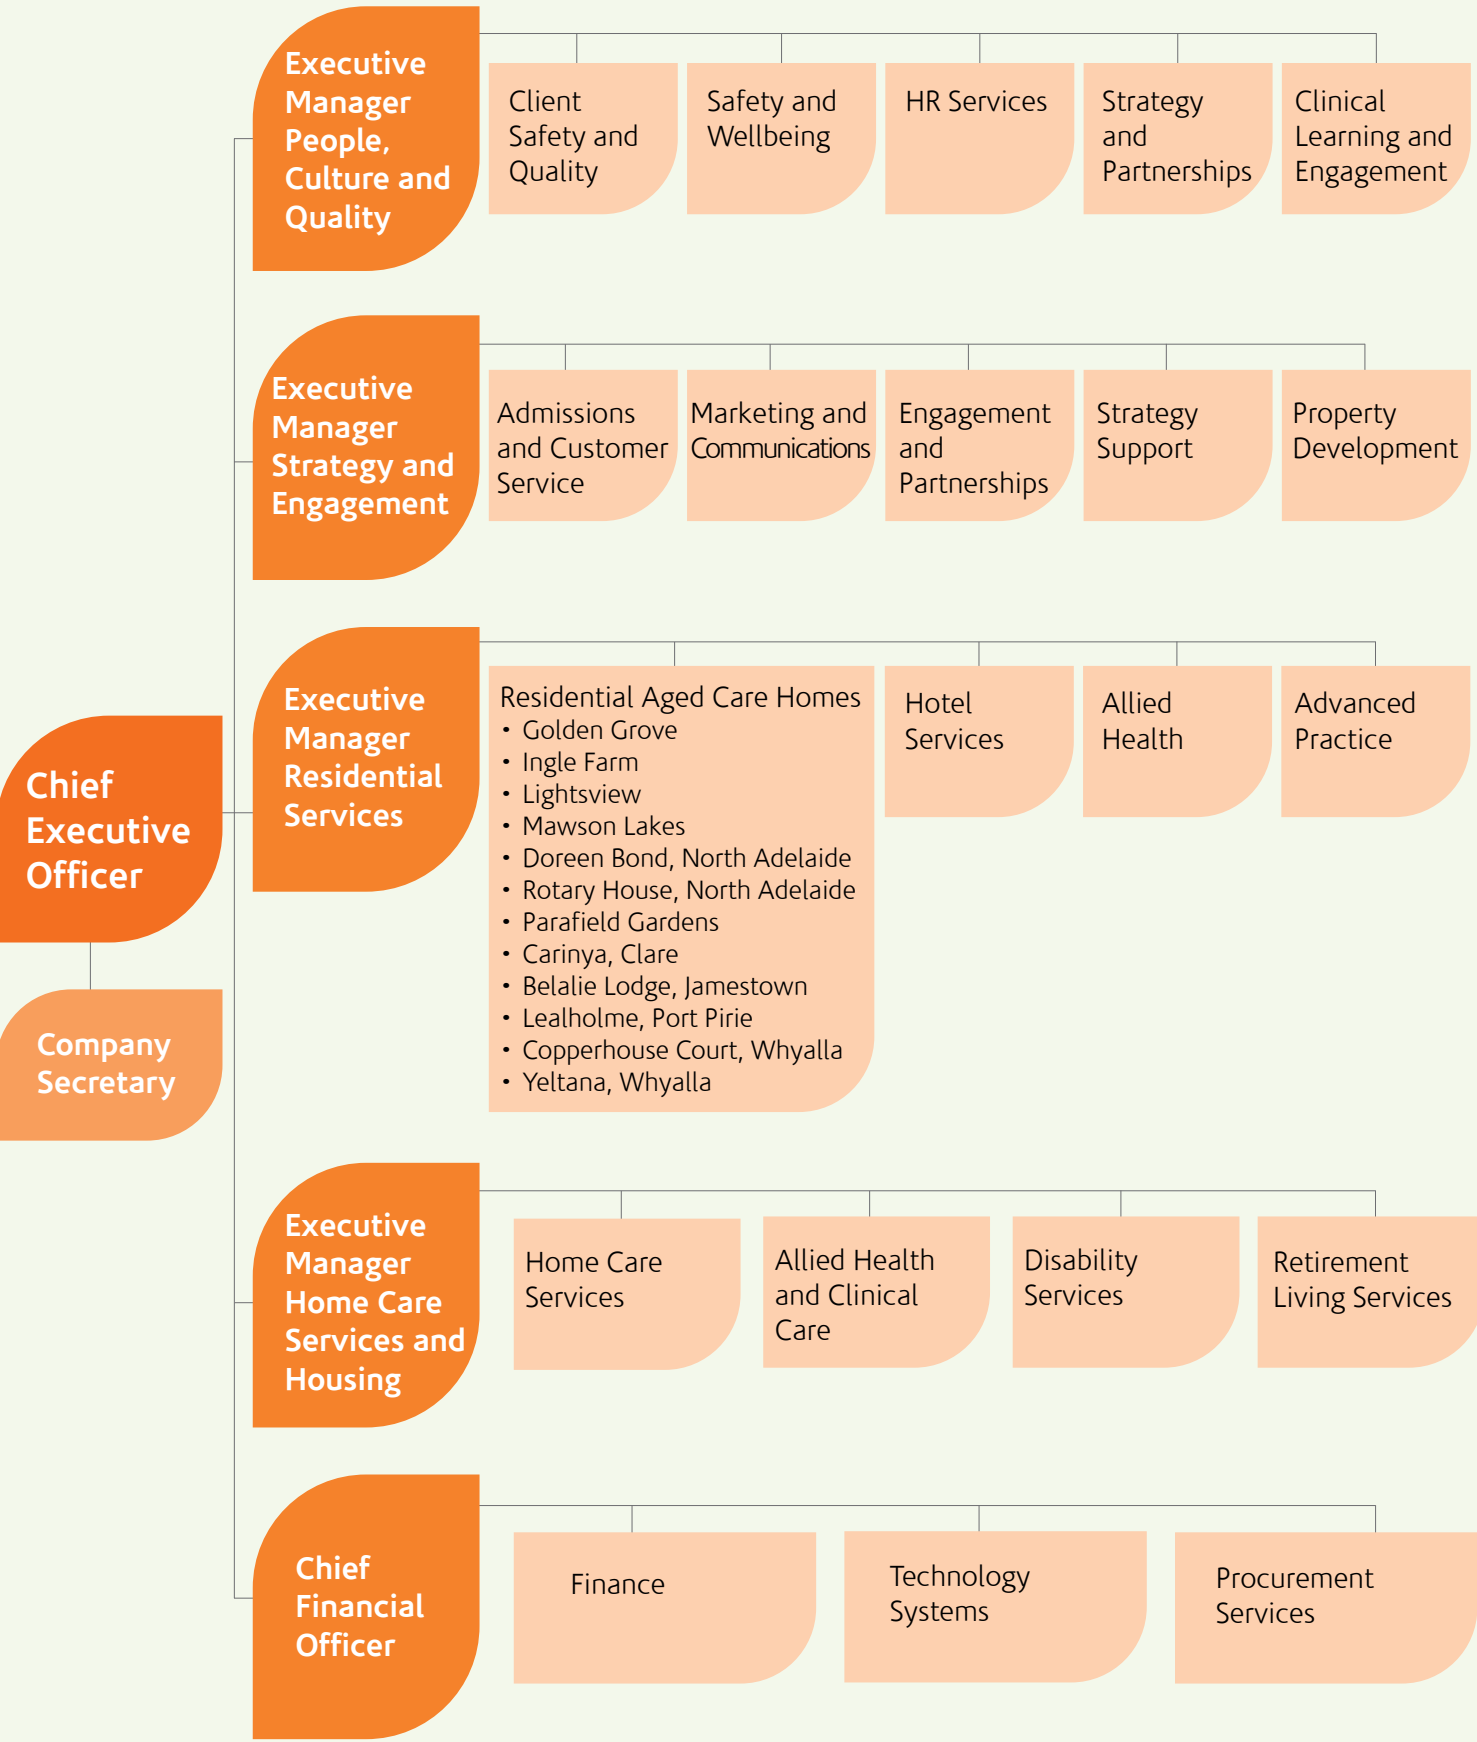 Executive
Manager
People,
Culture and
Quality
Client
Safety and
Quality
Safety and
Wellbeing
HR Services
Strategy
and
Partnerships
Clinical
Learning and
Engagement
Executive
Manager
Strategy and
Engagement
Admissions
and Customer
Service
Marketing and
Communications
Engagement
and
Partnerships
Strategy
Support
Property
Development
Chief
Executive
Officer
Company
Secretary
Executive
Manager
Residential
Services
Residential Aged Care Homes
• Golden Grove
• Ingle Farm
• Lightsview
• Mawson Lakes
• Doreen Bond, North Adelaide
• Rotary House, North Adelaide
• Parafield Gardens
• Carinya, Clare
• Belalie Lodge, Jamestown
• Lealholme, Port Pirie
• Copperhouse Court, Whyalla
• Yeltana, Whyalla
Hotel
Services
Allied
Health
Advanced
Practice
Executive
Manager
Home Care
Services and
Housing
Home Care
Services
Allied Health
and Clinical
Care
Disability
Services
Retirement
Living Services
Chief
Financial
Officer
Finance
Technology
Systems
Procurement
Services